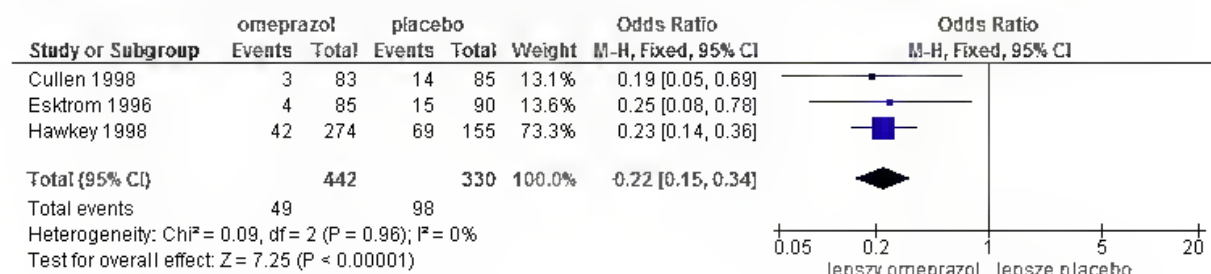 omeprazol placebo Odds Ratio Odds Ratio
Study or Subgroup Events Total Events Total Weight M-H, Fixed, 95% CI M-H, Fixed, 95% CI
Cullen 1998 3 83 14 85 13.1% 0.19 [0.05, 0.69]
Esktrom 1996 4 85 15 90 13.6% 0.25 [0.08, 0.78]
Hawkey 1998 42 274 69 155 73.3% 0.23 [0.14, 0.36]
Total (95% CI) 442 330 100.0% 0.22 [0.15, 0.34]
Total events 49 98
Heterogeneity: Chi² = 0.09, df = 2 (P = 0.96); I² = 0%
Test for overall effect: Z = 7.25 (P < 0.00001)
0.05 0.2 1 5 20
lepszy omeprazol lepsze placebo